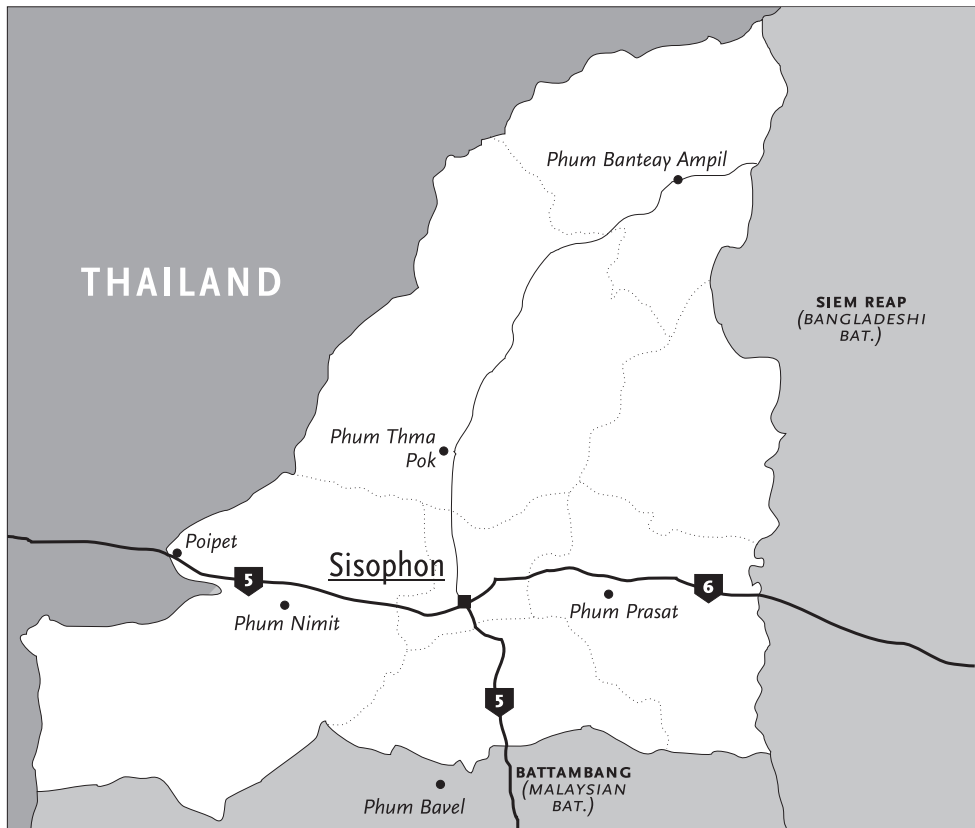 Phum Banteay Ampil
THAILAND
SIEM REAP
(BANGLADESHI
BAT.)
Phum Thma
Pok
Poipet
Sisophon
5
6
Phum Nimit
Phum Prasat
5
BATTAMBANG
(MALAYSIAN
BAT.)
Phum Bavel